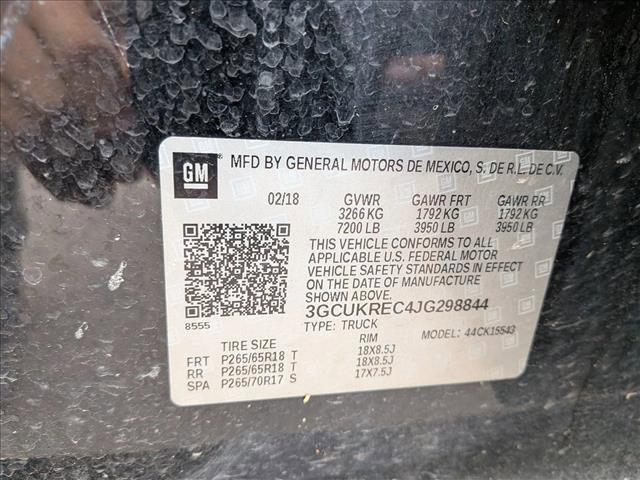 GM MFD BY GENERAL MOTORS DE MEXICO, S. DE R.L. DE C.V.
02/18 GVWR GAWR FRT GAWR RR
3266 KG 1792 KG 1792 KG
7200 LB 3950 LB 3950 LB
THIS VEHICLE CONFORMS TO ALL
APPLICABLE U.S. FEDERAL MOTOR
VEHICLE SAFETY STANDARDS IN EFFECT
ON THE DATE OF MANUFACTURE
SHOWN ABOVE.
8555
3GCUKREC4JG298844
TYPE: TRUCK MODEL: 44CK15543
TIRE SIZE RIM
FRT P265/65R18 T 18X8.5J
RR P265/65R18 T 18X8.5J
SPA P265/70R17 S 17X7.5J